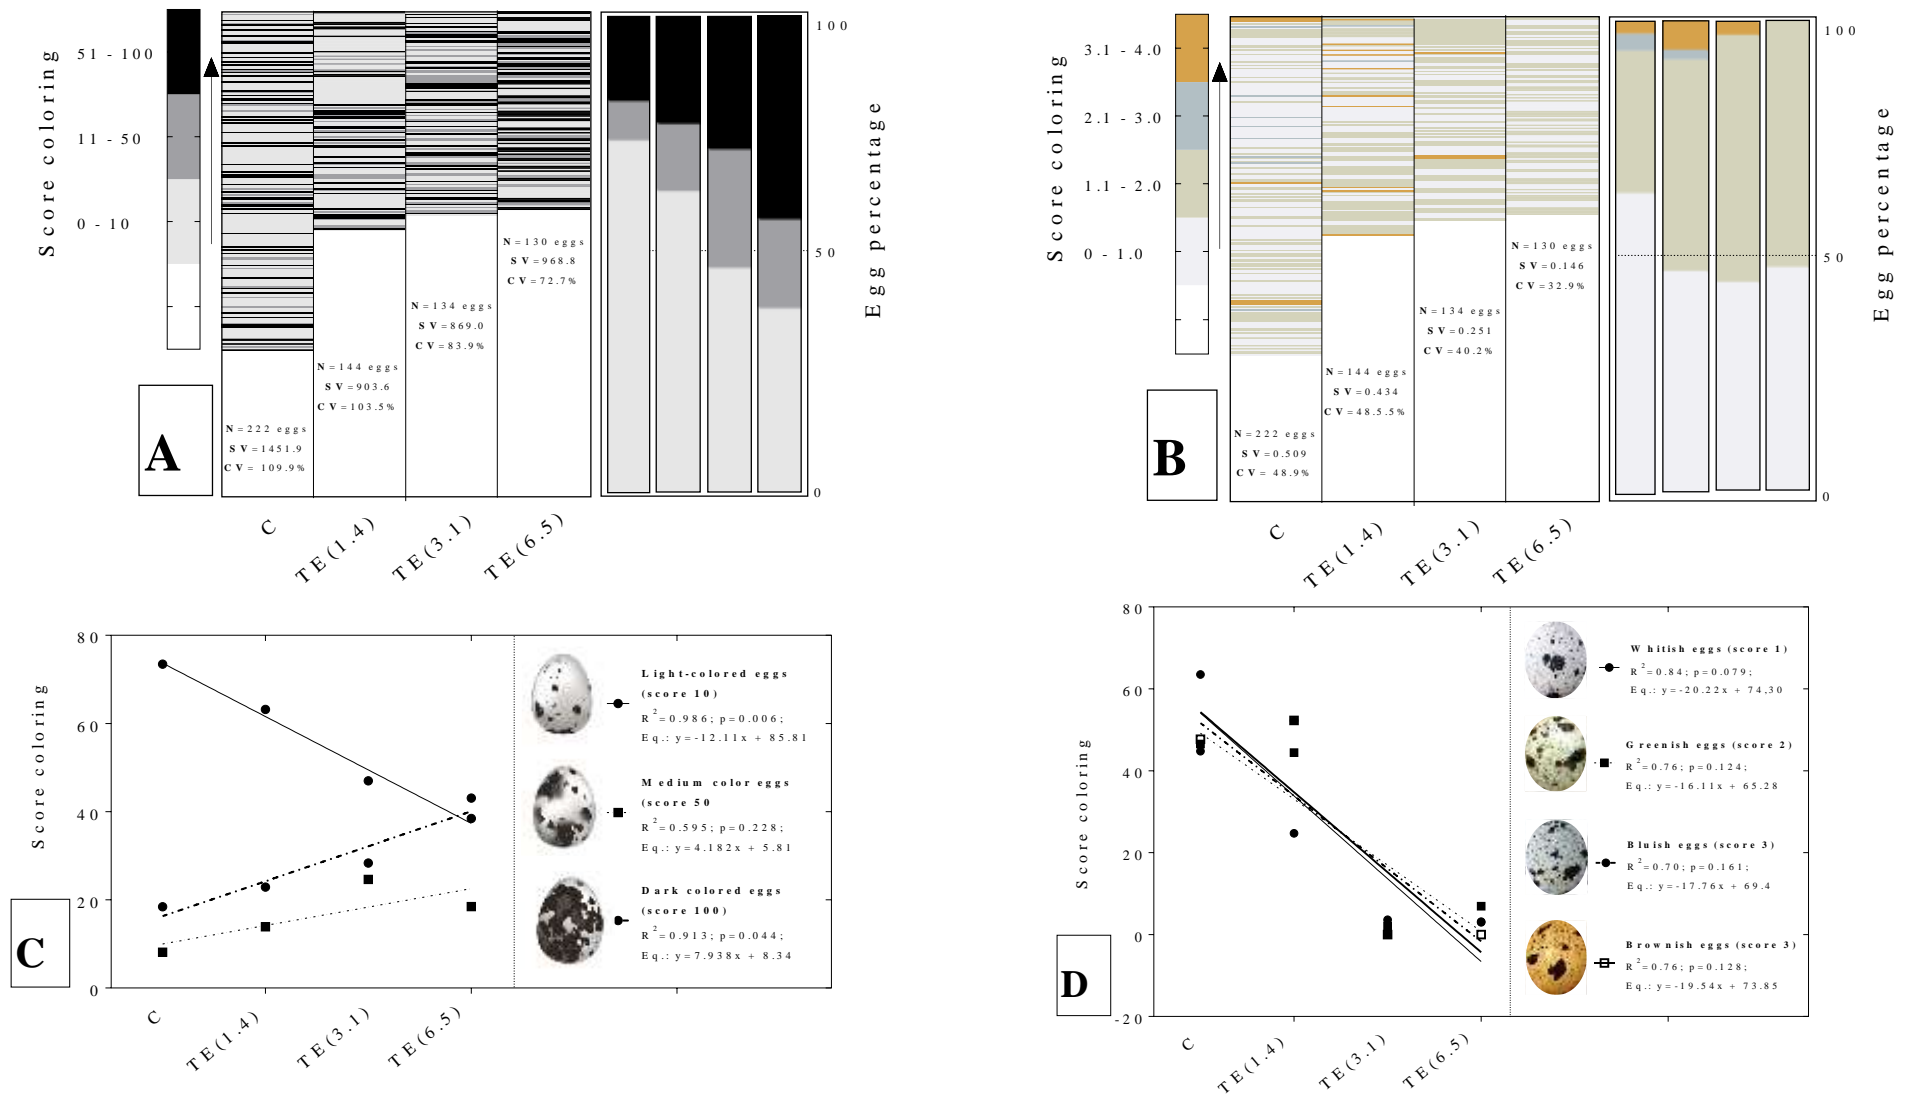 Score coloring
51 - 100
11 - 50
0 - 10
A
N=222 eggs
SV=1451.9
CV= 109.9%
N=144 eggs
SV=903.6
CV=103.5%
N=134 eggs
SV=869.0
CV=83.9%
N=130 eggs
SV=968.8
CV=72.7%
100
50
0
Egg percentage
C
TE(1.4)
TE(3.1)
TE(6.5)
Score coloring
3.1 - 4.0
2.1 - 3.0
1.1 - 2.0
0 - 1.0
B
N=222 eggs
SV=0.509
CV= 48.9%
N=144 eggs
SV=0.434
CV=48.5.5%
N=134 eggs
SV=0.251
CV=40.2%
N=130 eggs
SV=0.146
CV=32.9%
100
50
0
Egg percentage
C
TE(1.4)
TE(3.1)
TE(6.5)
Score coloring
80
60
40
20
0
C
C
TE(1.4)
TE(3.1)
TE(6.5)
Light-colored eggs
(score 10)
R2=0.986; p=0.006;
Eq.: y=-12.11x + 85.81
Medium color eggs
(score 50
R2=0.595; p=0.228;
Eq.: y=4.182x + 5.81
Dark colored eggs
(score 100)
R2=0.913; p=0.044;
Eq.: y=7.938x + 8.34
Score coloring
80
60
40
20
0
-20
D
C
TE(1.4)
TE(3.1)
TE(6.5)
Whitish eggs (score 1)
R2=0.84; p=0.079;
Eq.: y=-20.22x + 74,30
Greenish eggs (score 2)
R2=0.76; p=0.124;
Eq.: y=-16.11x + 65.28
Bluish eggs (score 3)
R2=0.70; p=0.161;
Eq.: y=-17.76x + 69.4
Brownish eggs (score 3)
R2=0.76; p=0.128;
Eq.: y=-19.54x + 73.85